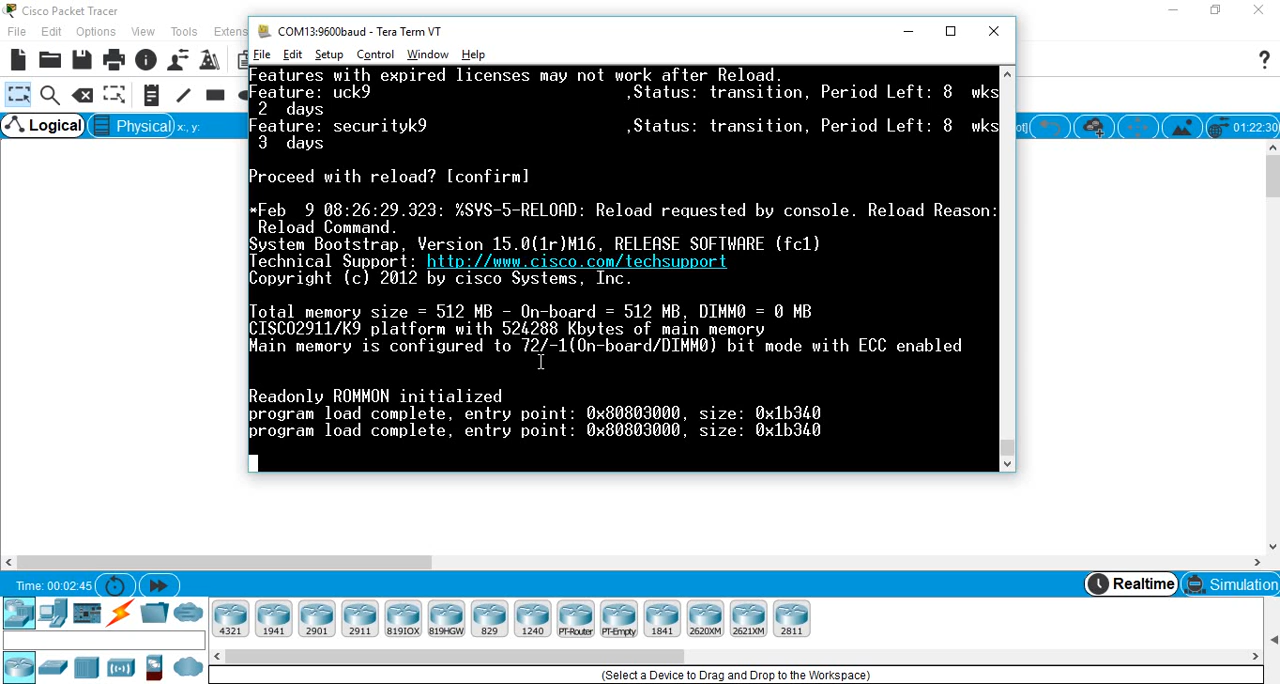 Cisco Packet Tracer
File Edit Options View Tools Extens
COM13:9600baud - Tera Term VT
File Edit Setup Control Window Help
Features with expired licenses may not work after Reload.
Feature: uck9 ,Status: transition, Period Left: 8 wks
2 days
Feature: securityk9 ,Status: transition, Period Left: 8 wks
3 days
Proceed with reload? [confirm]
*Feb 9 08:26:29.323: %SYS-5-RELOAD: Reload requested by console. Reload Reason:
Reload Command.
System Bootstrap, Version 15.0(1r)M16, RELEASE SOFTWARE (fc1)
Technical Support: http://www.cisco.com/techsupport
Copyright (c) 2012 by cisco Systems, Inc.
Total memory size = 512 MB - On-board = 512 MB, DIMM0 = 0 MB
CISCO2911/K9 platform with 524288 Kbytes of main memory
Main memory is configured to 72/-1(On-board/DIMM0) bit mode with ECC enabled
Readonly ROMMON initialized
program load complete, entry point: 0x80803000, size: 0x1b340
program load complete, entry point: 0x80803000, size: 0x1b340
Logical Physical x: y: ot] 01:22:30
Time: 00:02:45 Realtime Simulation
4321 1941 2901 2911 819IOX 819HGW 829 1240 PT-Router PT-Empty 1841 2620XM 2621XM 2811
(Select a Device to Drag and Drop to the Workspace)